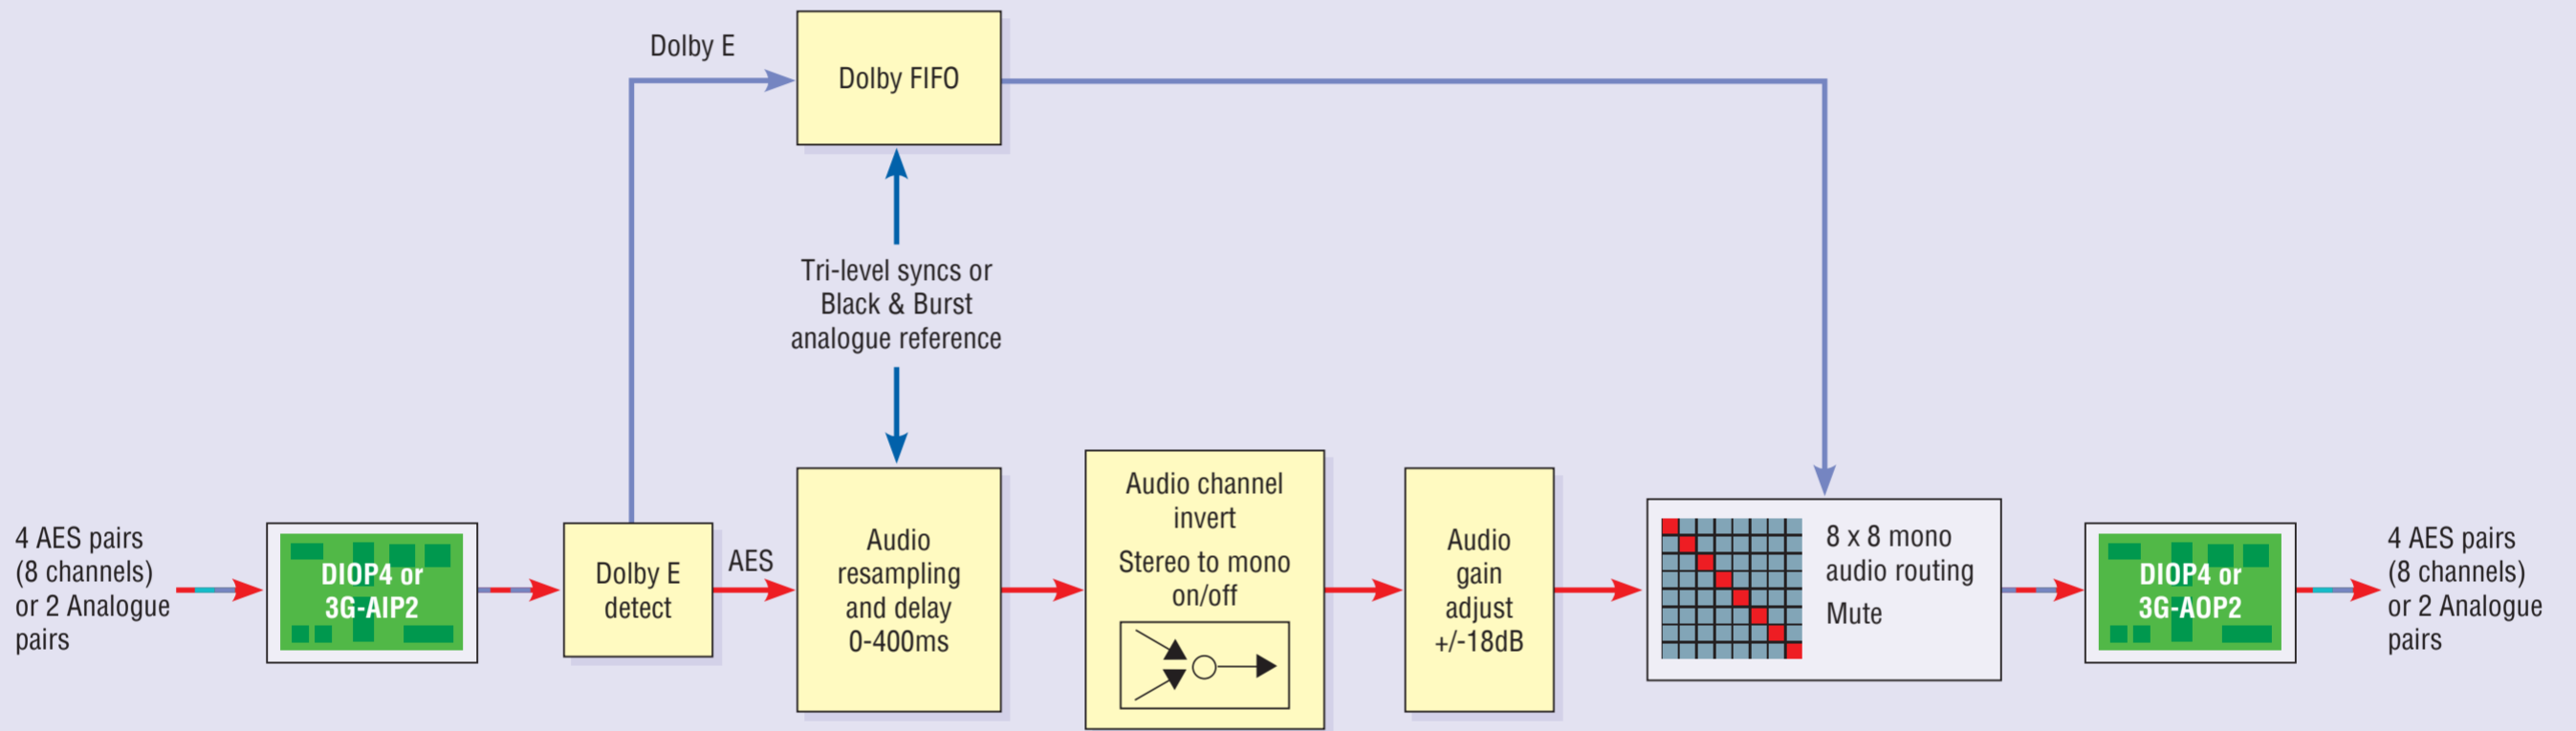 Dolby E
Dolby FIFO
Tri-level syncs or
Black & Burst
analogue reference
4 AES pairs
(8 channels)
or 2 Analogue
pairs
DIOP4 or
3G-AIP2
Dolby E
detect
AES
Audio
resampling
and delay
0-400ms
Audio channel
invert
Stereo to mono
on/off
Audio
gain
adjust
+/-18dB
8 x 8 mono
audio routing
Mute
DIOP4 or
3G-AOP2
4 AES pairs
(8 channels)
or 2 Analogue
pairs